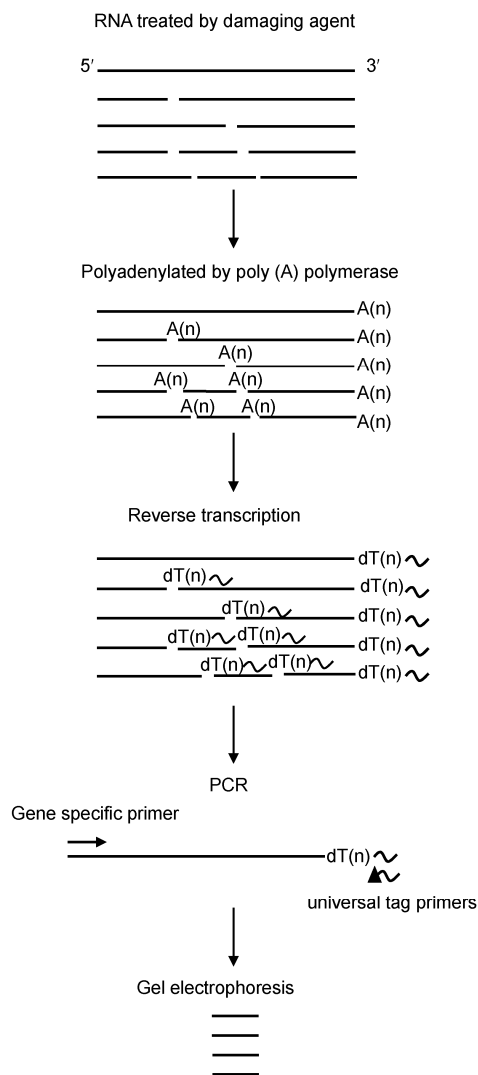 RNA treated by damaging agent
5′ 3′
Polyadenylated by poly (A) polymerase
A(n)
A(n) A(n)
A(n) A(n)
A(n) A(n) A(n)
A(n) A(n) A(n)
Reverse transcription
dT(n)
dT(n) dT(n)
dT(n) dT(n)
dT(n) dT(n) dT(n)
dT(n) dT(n) dT(n)
PCR
Gene specific primer
dT(n)
universal tag primers
Gel electrophoresis